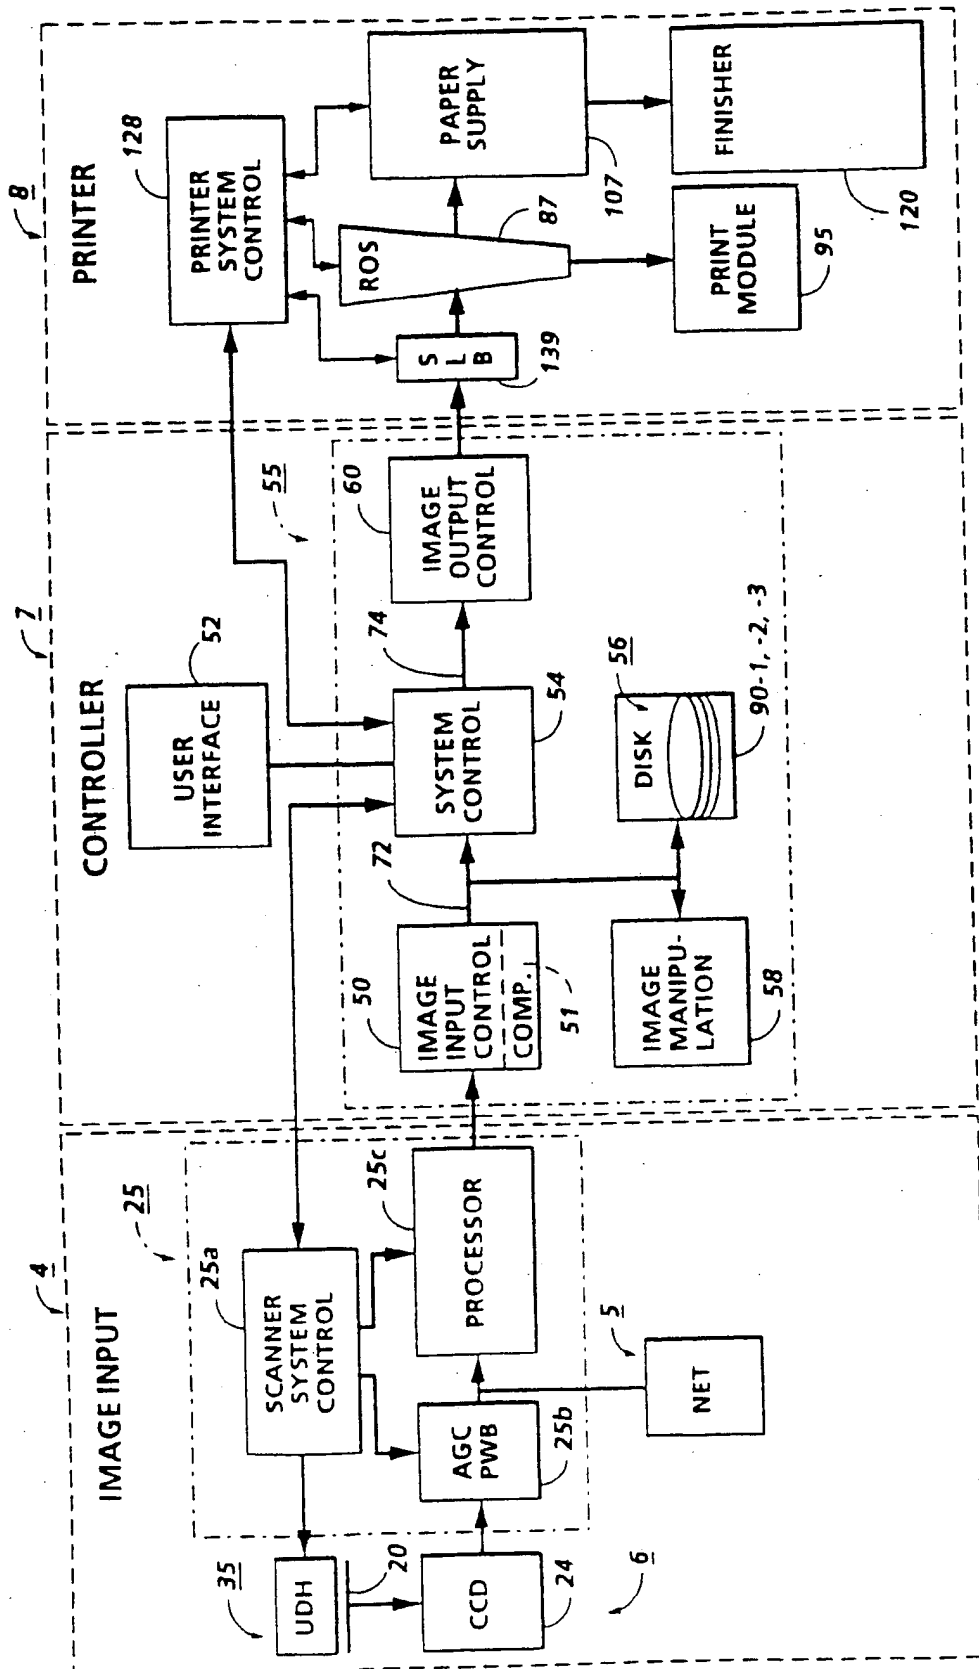 4
IMAGE INPUT
25
35
UDH
20
CCD
24
6
25a
SCANNER
SYSTEM
CONTROL
AGC
PWB
25b
25c
PROCESSOR
5
NET
7
CONTROLLER
USER
INTERFACE
52
55
50
IMAGE
INPUT
CONTROL
COMP.
51
72
SYSTEM
CONTROL
54
74
60
IMAGE
OUTPUT
CONTROL
IMAGE
MANIPU-
LATION
58
DISK
56
90-1, -2, -3
8
PRINTER
128
PRINTER
SYSTEM
CONTROL
S
L
B
139
ROS
87
PAPER
SUPPLY
107
PRINT
MODULE
95
FINISHER
120